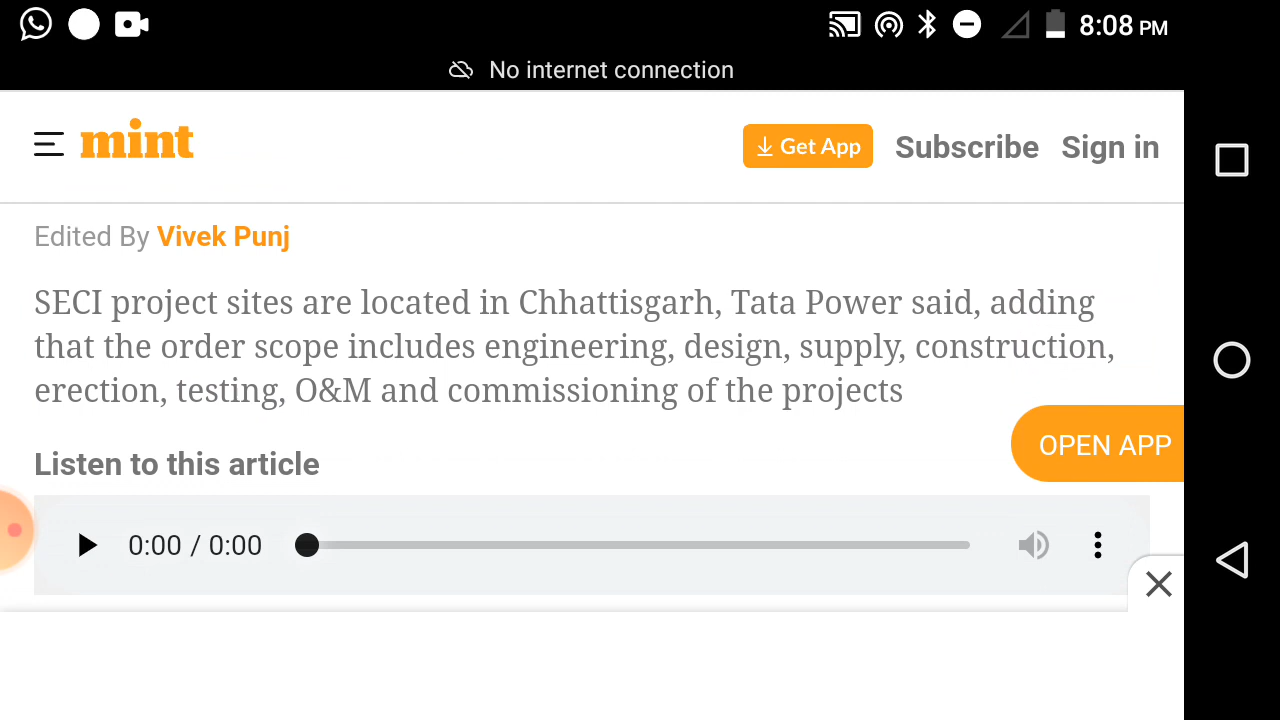 8:08 PM
No internet connection
mint
Get App
Subscribe
Sign in
Edited By Vivek Punj
SECI project sites are located in Chhattisgarh, Tata Power said, adding
that the order scope includes engineering, design, supply, construction,
erection, testing, O&M and commissioning of the projects
OPEN APP
Listen to this article
0:00 / 0:00